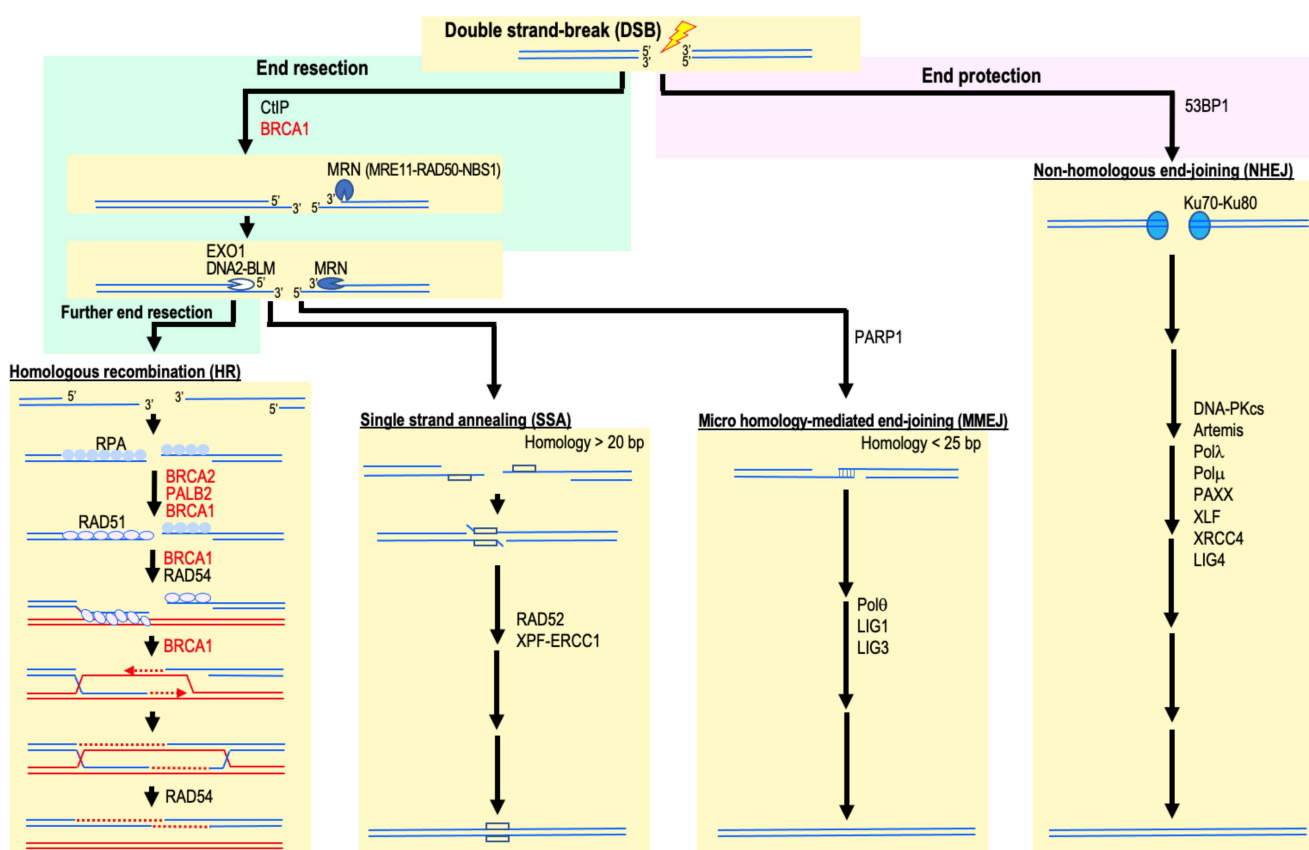 Double strand-break (DSB)
5’ 3’
3’ 5’
End resection
End protection
CtIP
BRCA1
53BP1
MRN (MRE11-RAD50-NBS1)
3’
5’
3’ 5’
Non-homologous end-joining (NHEJ)
Ku70-Ku80
EXO1
DNA2-BLM
MRN
5’ 3’
3’ 5’
Further end resection
PARP1
Homologous recombination (HR)
5’ 3’
3’ 5’
RPA
BRCA2
PALB2
BRCA1
RAD51
BRCA1
RAD54
BRCA1
RAD54
Single strand annealing (SSA)
Homology > 20 bp
RAD52
XPF-ERCC1
Micro homology-mediated end-joining (MMEJ)
Homology < 25 bp
Polθ
LIG1
LIG3
DNA-PKcs
Artemis
Polλ
Polμ
PAXX
XLF
XRCC4
LIG4